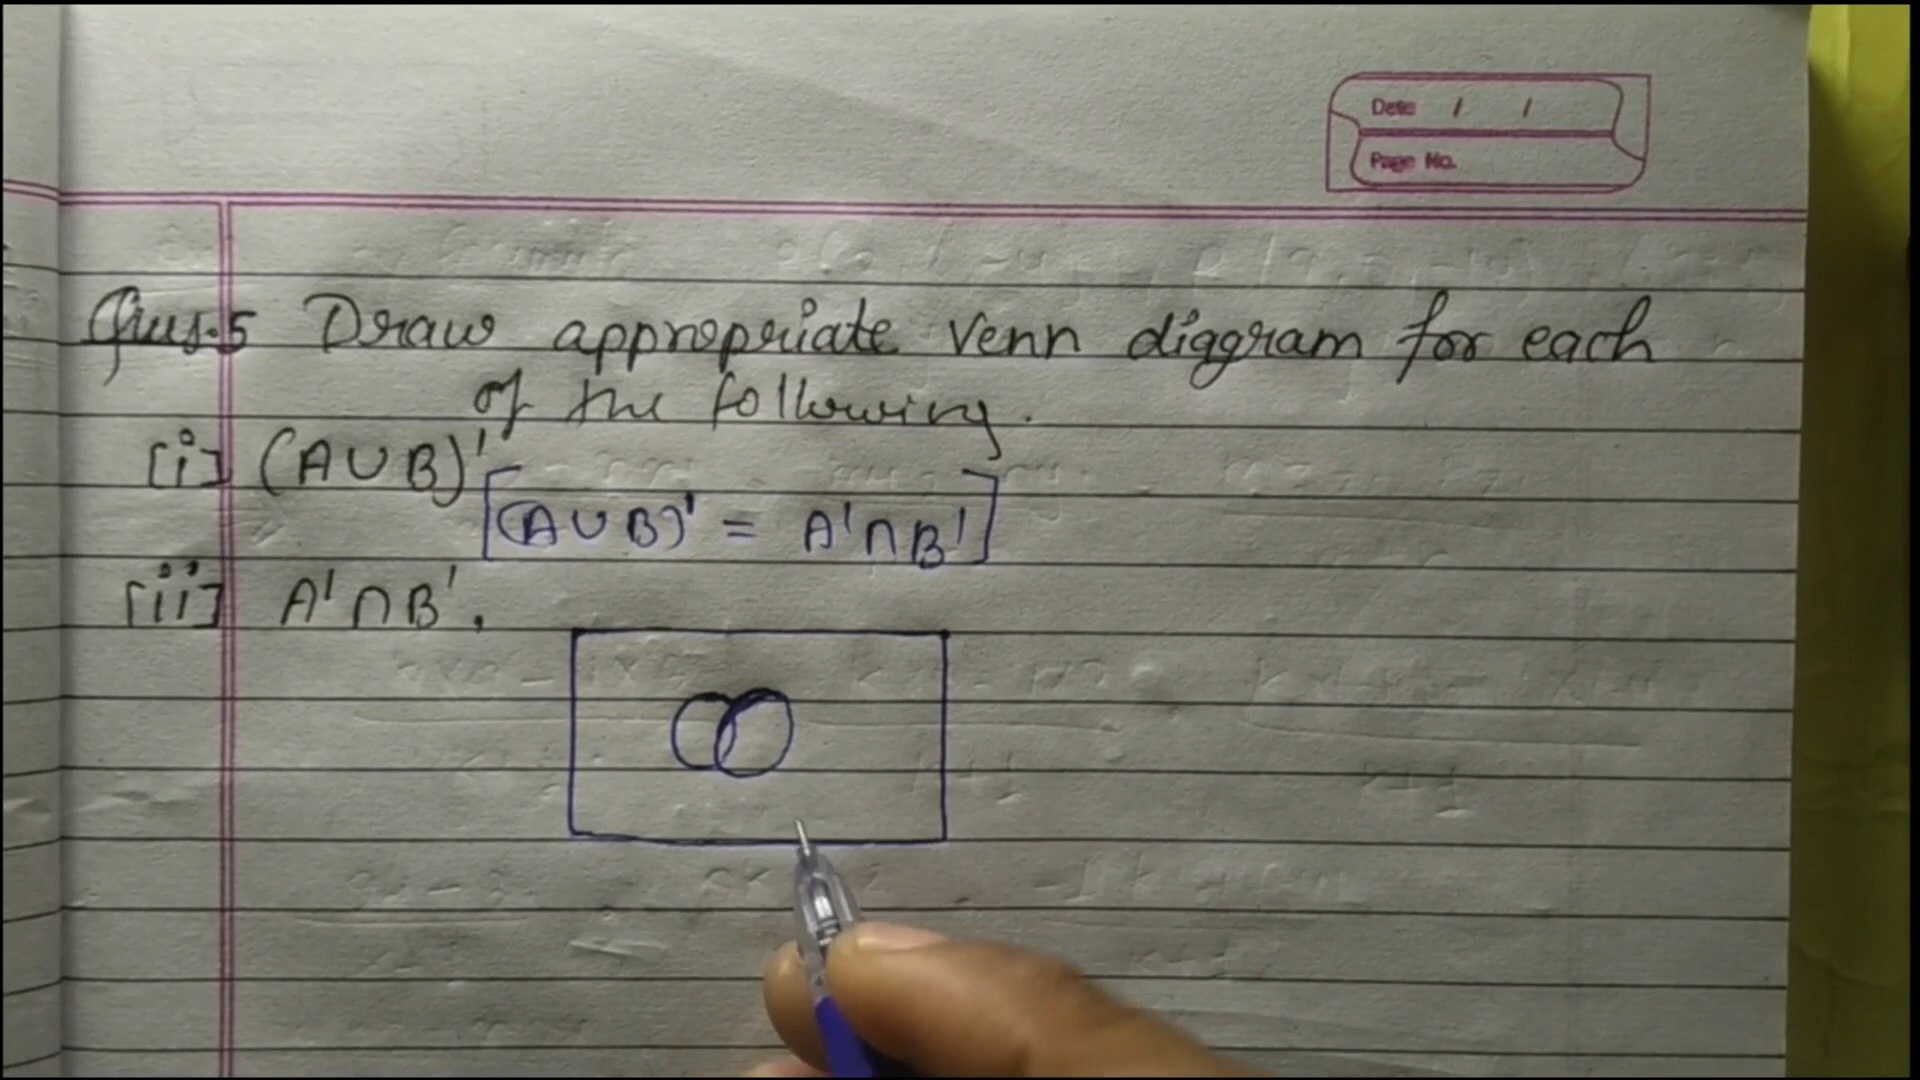 Date / /
Page No.
Ques.5 Draw appropriate Venn diagram for each
of the following.
[i] (A∪B)'
[(A∪B)' = A'∩B']
[ii] A'∩B'.